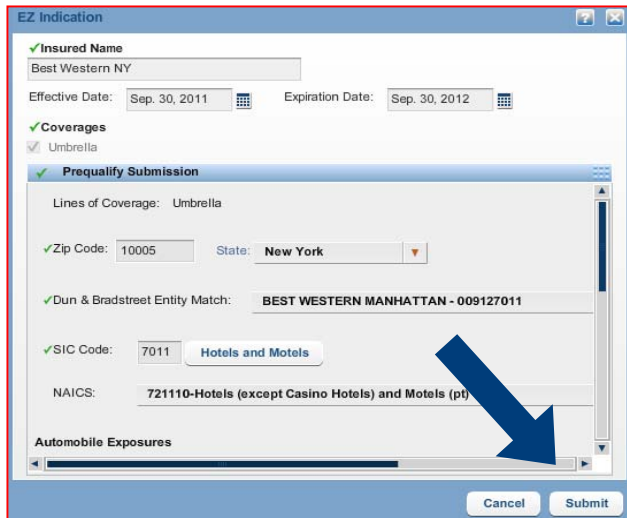 EZ Indication ? X
✓Insured Name
Best Western NY
Effective Date: Sep. 30, 2011 Expiration Date: Sep. 30, 2012
✓Coverages
✓ Umbrella
✓ Prequalify Submission
Lines of Coverage: Umbrella
✓Zip Code: 10005 State: New York
✓Dun & Bradstreet Entity Match: BEST WESTERN MANHATTAN - 009127011
✓SIC Code: 7011 Hotels and Motels
NAICS: 721110-Hotels (except Casino Hotels) and Motels (pt)
Automobile Exposures
Cancel Submit